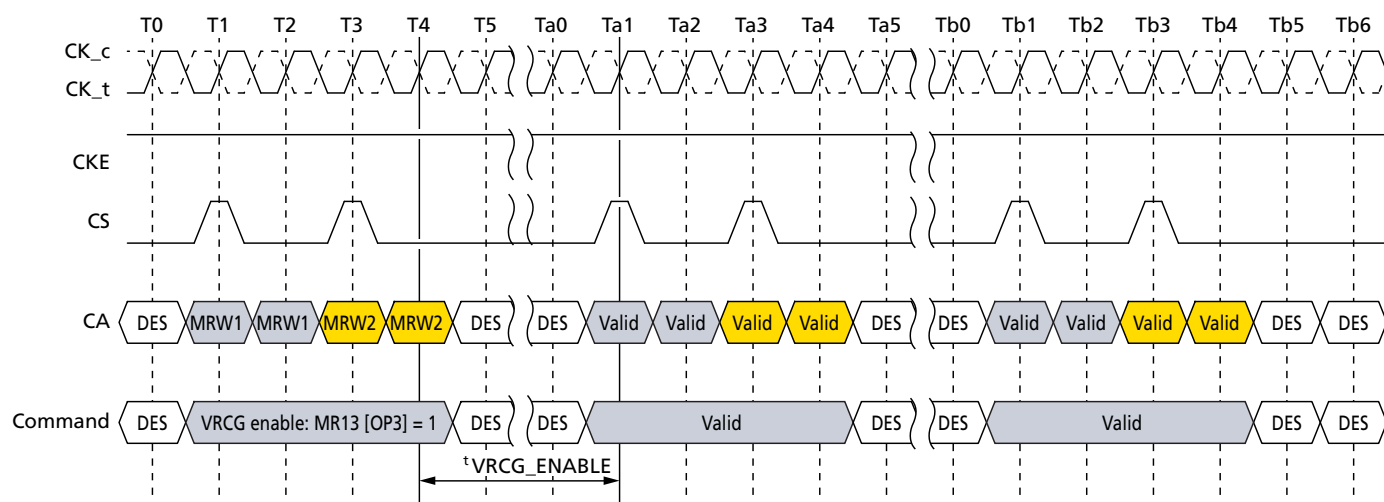 T0 T1 T2 T3 T4 T5 Ta0 Ta1 Ta2 Ta3 Ta4 Ta5 Tb0 Tb1 Tb2 Tb3 Tb4 Tb5 Tb6
CK_c
CK_t
CKE
CS
CA DES MRW1 MRW1 MRW2 MRW2 DES DES Valid Valid Valid Valid DES DES Valid Valid Valid Valid DES DES
Command DES VRCG enable: MR13 [OP3] = 1 DES DES Valid DES DES Valid DES DES
tVRCG_ENABLE